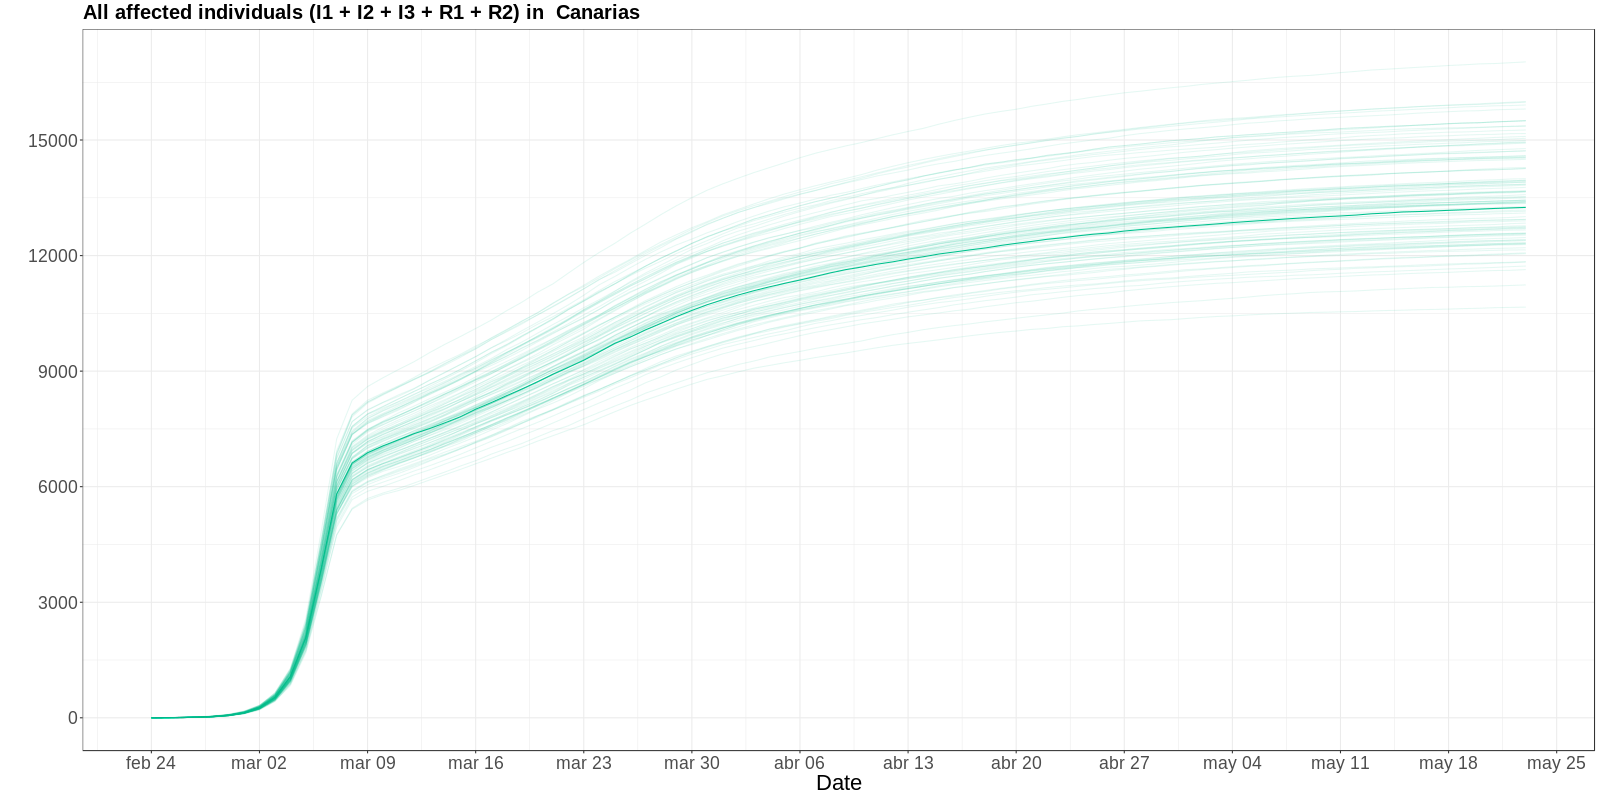 All affected individuals (I1 + I2 + I3 + R1 + R2) in  Canarias
15000
12000
9000
6000
3000
0
feb 24 mar 02 mar 09 mar 16 mar 23 mar 30 abr 06 abr 13 abr 20 abr 27 may 04 may 11 may 18 may 25
Date